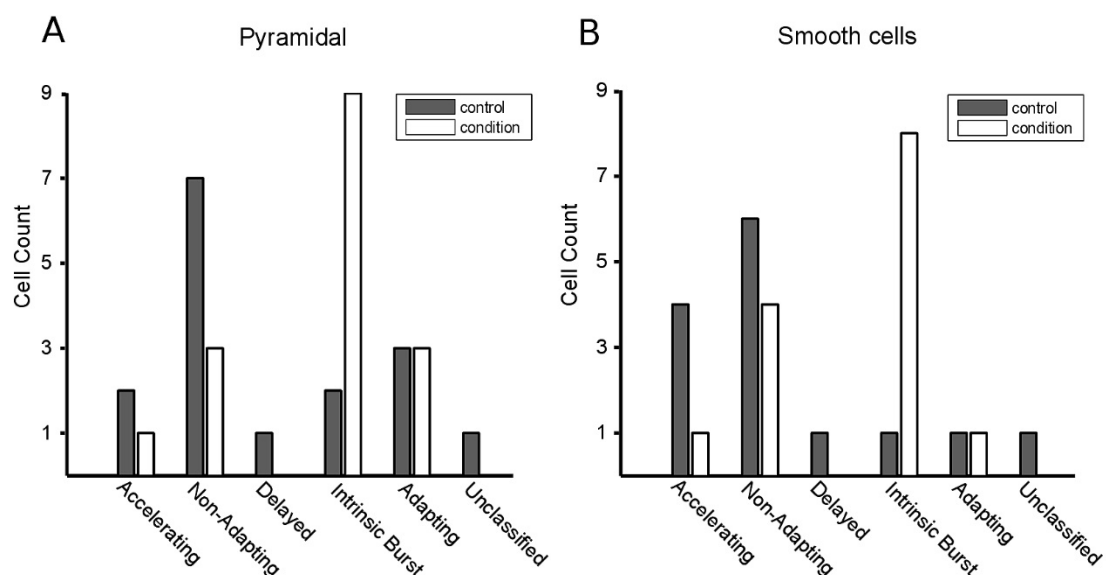 A
Pyramidal
Cell Count
9
7
5
3
1
control
condition
Accelerating
Non-Adapting
Delayed
Intrinsic Burst
Adapting
Unclassified
B
Smooth cells
Cell Count
9
7
5
3
1
control
condition
Accelerating
Non-Adapting
Delayed
Intrinsic Burst
Adapting
Unclassified